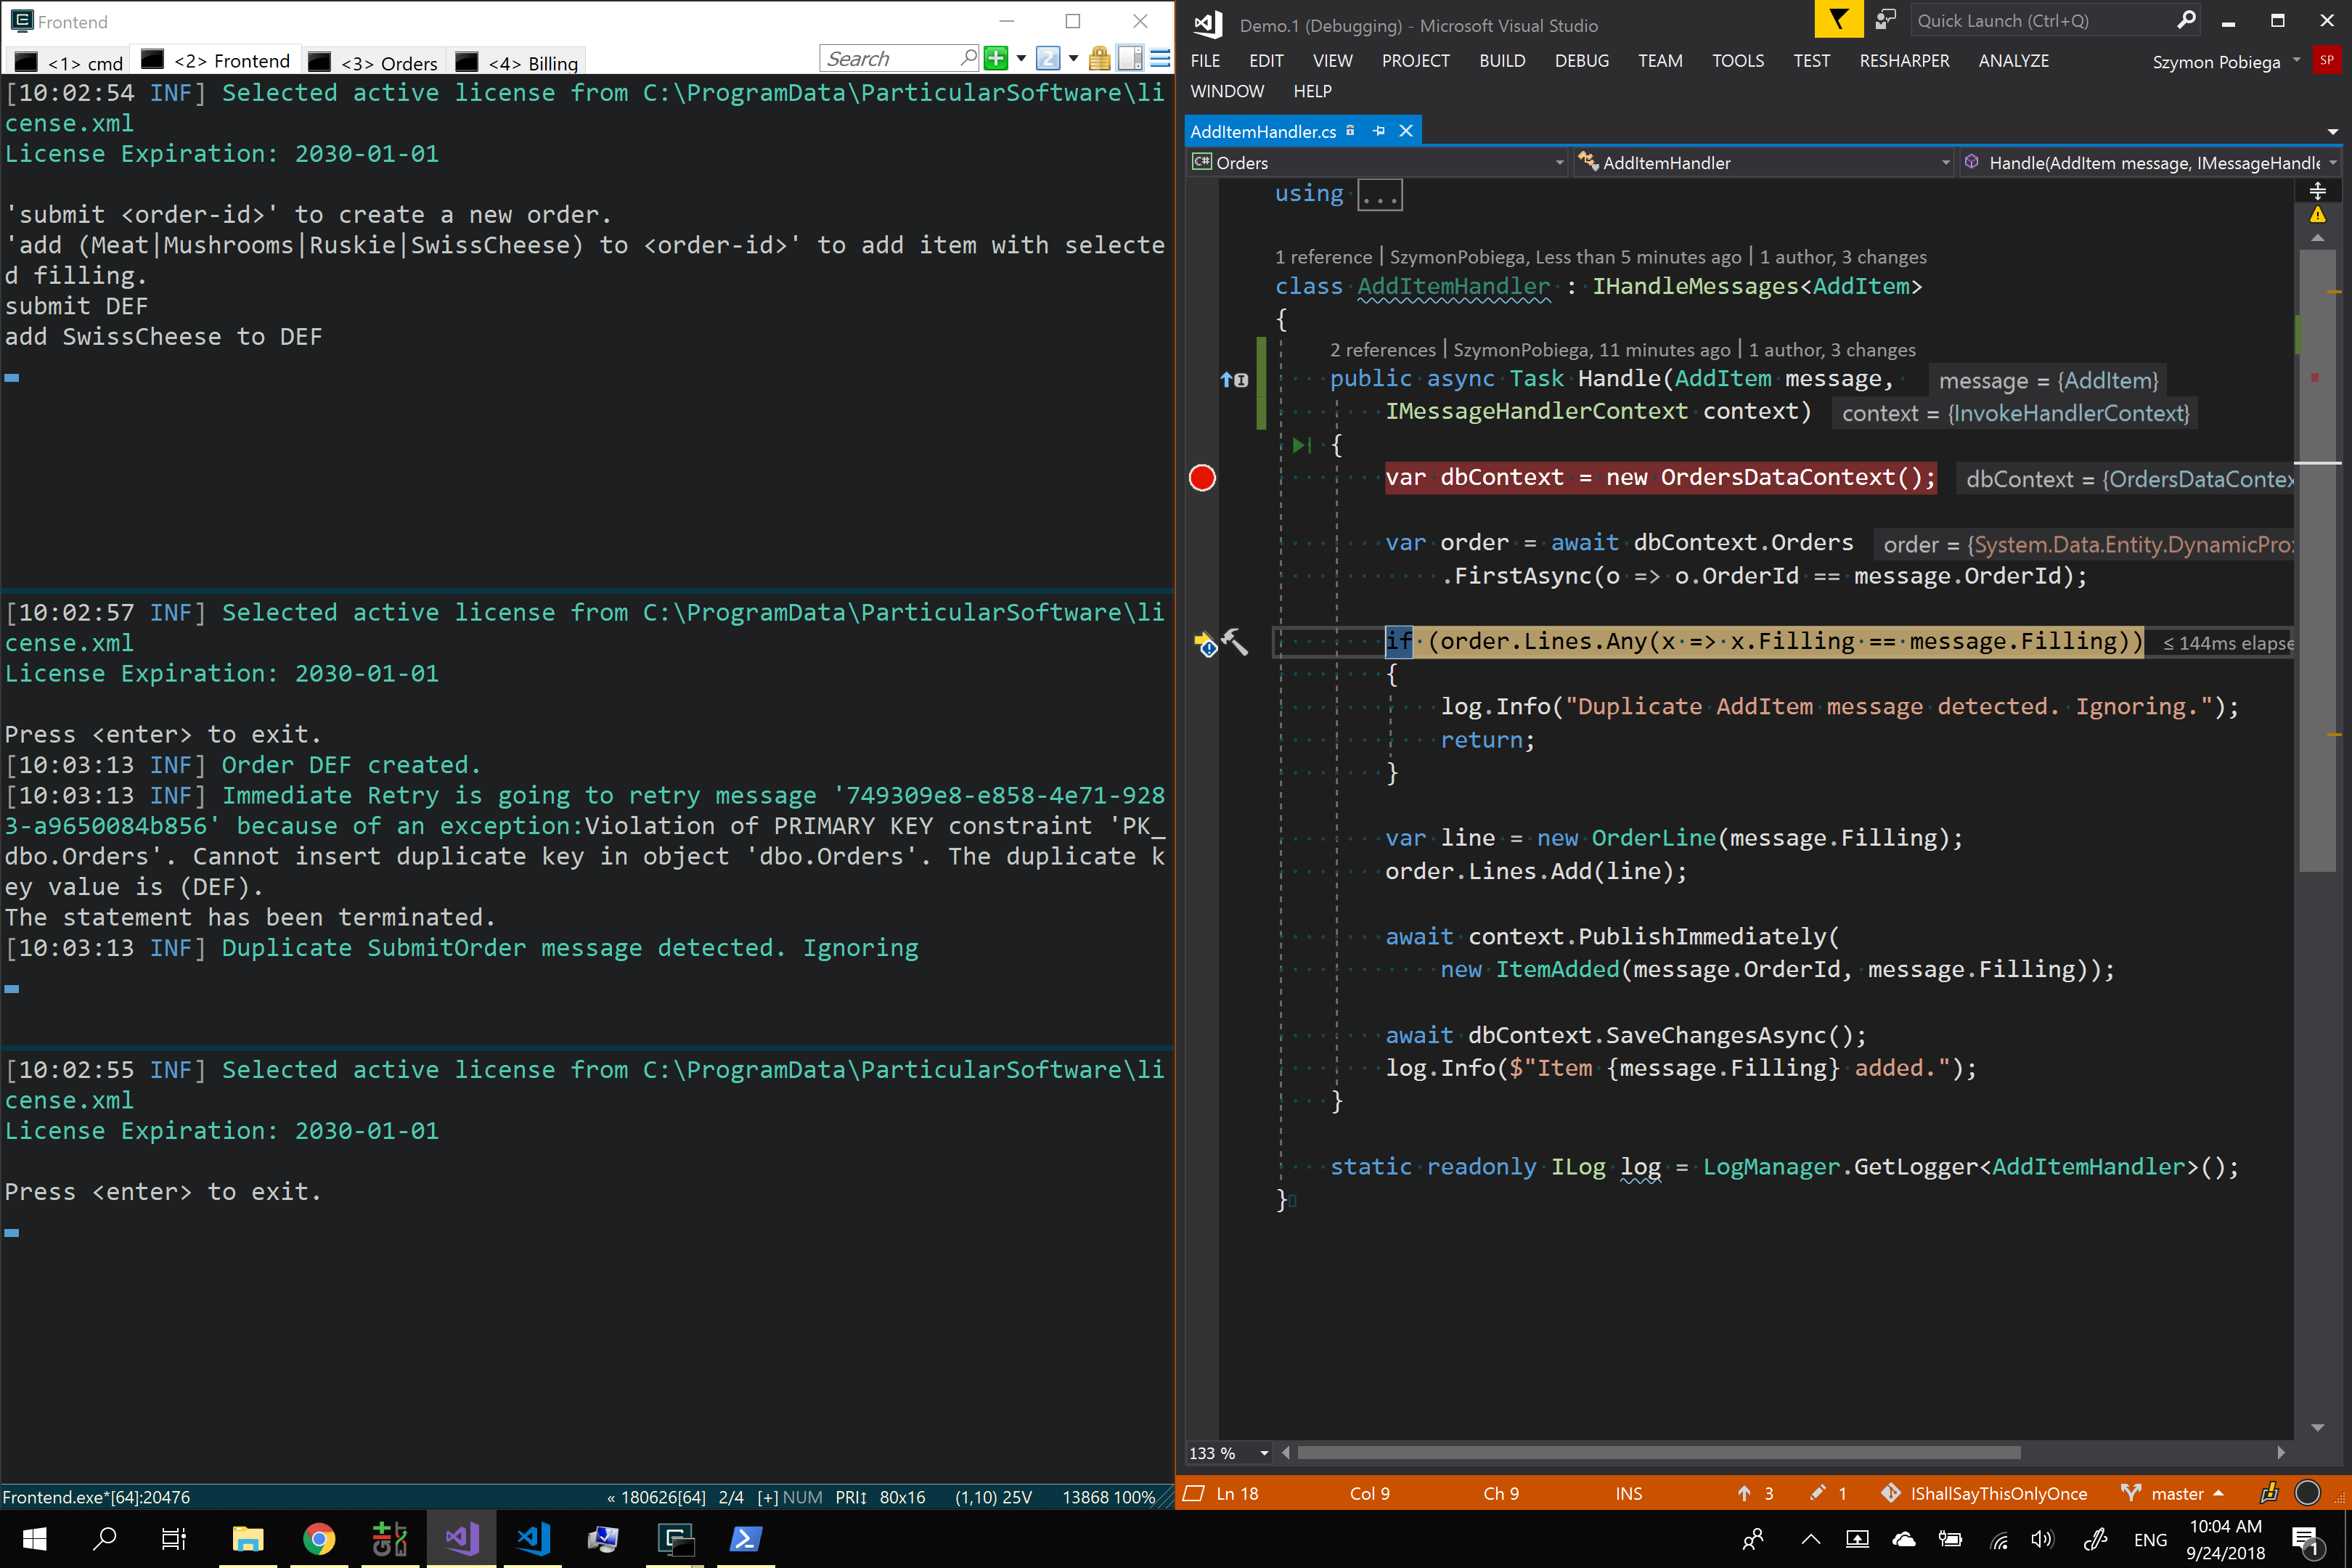 Frontend
<1> cmd
<2> Frontend
<3> Orders
<4> Billing
Search
[10:02:54 INF] Selected active license from C:\ProgramData\ParticularSoftware\li
cense.xml
License Expiration: 2030-01-01
'submit <order-id>' to create a new order.
'add (Meat|Mushrooms|Ruskie|SwissCheese) to <order-id>' to add item with selecte
d filling.
submit DEF
add SwissCheese to DEF
[10:02:57 INF] Selected active license from C:\ProgramData\ParticularSoftware\li
cense.xml
License Expiration: 2030-01-01
Press <enter> to exit.
[10:03:13 INF] Order DEF created.
[10:03:13 INF] Immediate Retry is going to retry message '749309e8-e858-4e71-928
3-a9650084b856' because of an exception:Violation of PRIMARY KEY constraint 'PK_
dbo.Orders'. Cannot insert duplicate key in object 'dbo.Orders'. The duplicate k
ey value is (DEF).
The statement has been terminated.
[10:03:13 INF] Duplicate SubmitOrder message detected. Ignoring
[10:02:55 INF] Selected active license from C:\ProgramData\ParticularSoftware\li
cense.xml
License Expiration: 2030-01-01
Press <enter> to exit.
Frontend.exe*[64]:20476
« 180626[64] 2/4 [+] NUM PRI↕ 80x16 (1,10) 25V 13868 100%
Demo.1 (Debugging) - Microsoft Visual Studio
Quick Launch (Ctrl+Q)
FILE EDIT VIEW PROJECT BUILD DEBUG TEAM TOOLS TEST RESHARPER ANALYZE
Szymon Pobiega
SP
WINDOW HELP
AddItemHandler.cs
C# Orders
AddItemHandler
Handle(AddItem message, IMessageHandle
using ...
1 reference | SzymonPobiega, Less than 5 minutes ago | 1 author, 3 changes
class AddItemHandler : IHandleMessages<AddItem>
{
2 references | SzymonPobiega, 11 minutes ago | 1 author, 3 changes
public async Task Handle(AddItem message, message = {AddItem}
IMessageHandlerContext context) context = {InvokeHandlerContext}
{
var dbContext = new OrdersDataContext(); dbContext = {OrdersDataContex
var order = await dbContext.Orders order = {System.Data.Entity.DynamicProx
.FirstAsync(o => o.OrderId == message.OrderId);
if (order.Lines.Any(x => x.Filling == message.Filling)) ≤ 144ms elapse
{
log.Info("Duplicate AddItem message detected. Ignoring.");
return;
}
var line = new OrderLine(message.Filling);
order.Lines.Add(line);
await context.PublishImmediately(
new ItemAdded(message.OrderId, message.Filling));
await dbContext.SaveChangesAsync();
log.Info($"Item {message.Filling} added.");
}
static readonly ILog log = LogManager.GetLogger<AddItemHandler>();
}
133 %
Ln 18 Col 9 Ch 9 INS 3 1 IShallSayThisOnlyOnce master
ENG
10:04 AM
9/24/2018
1